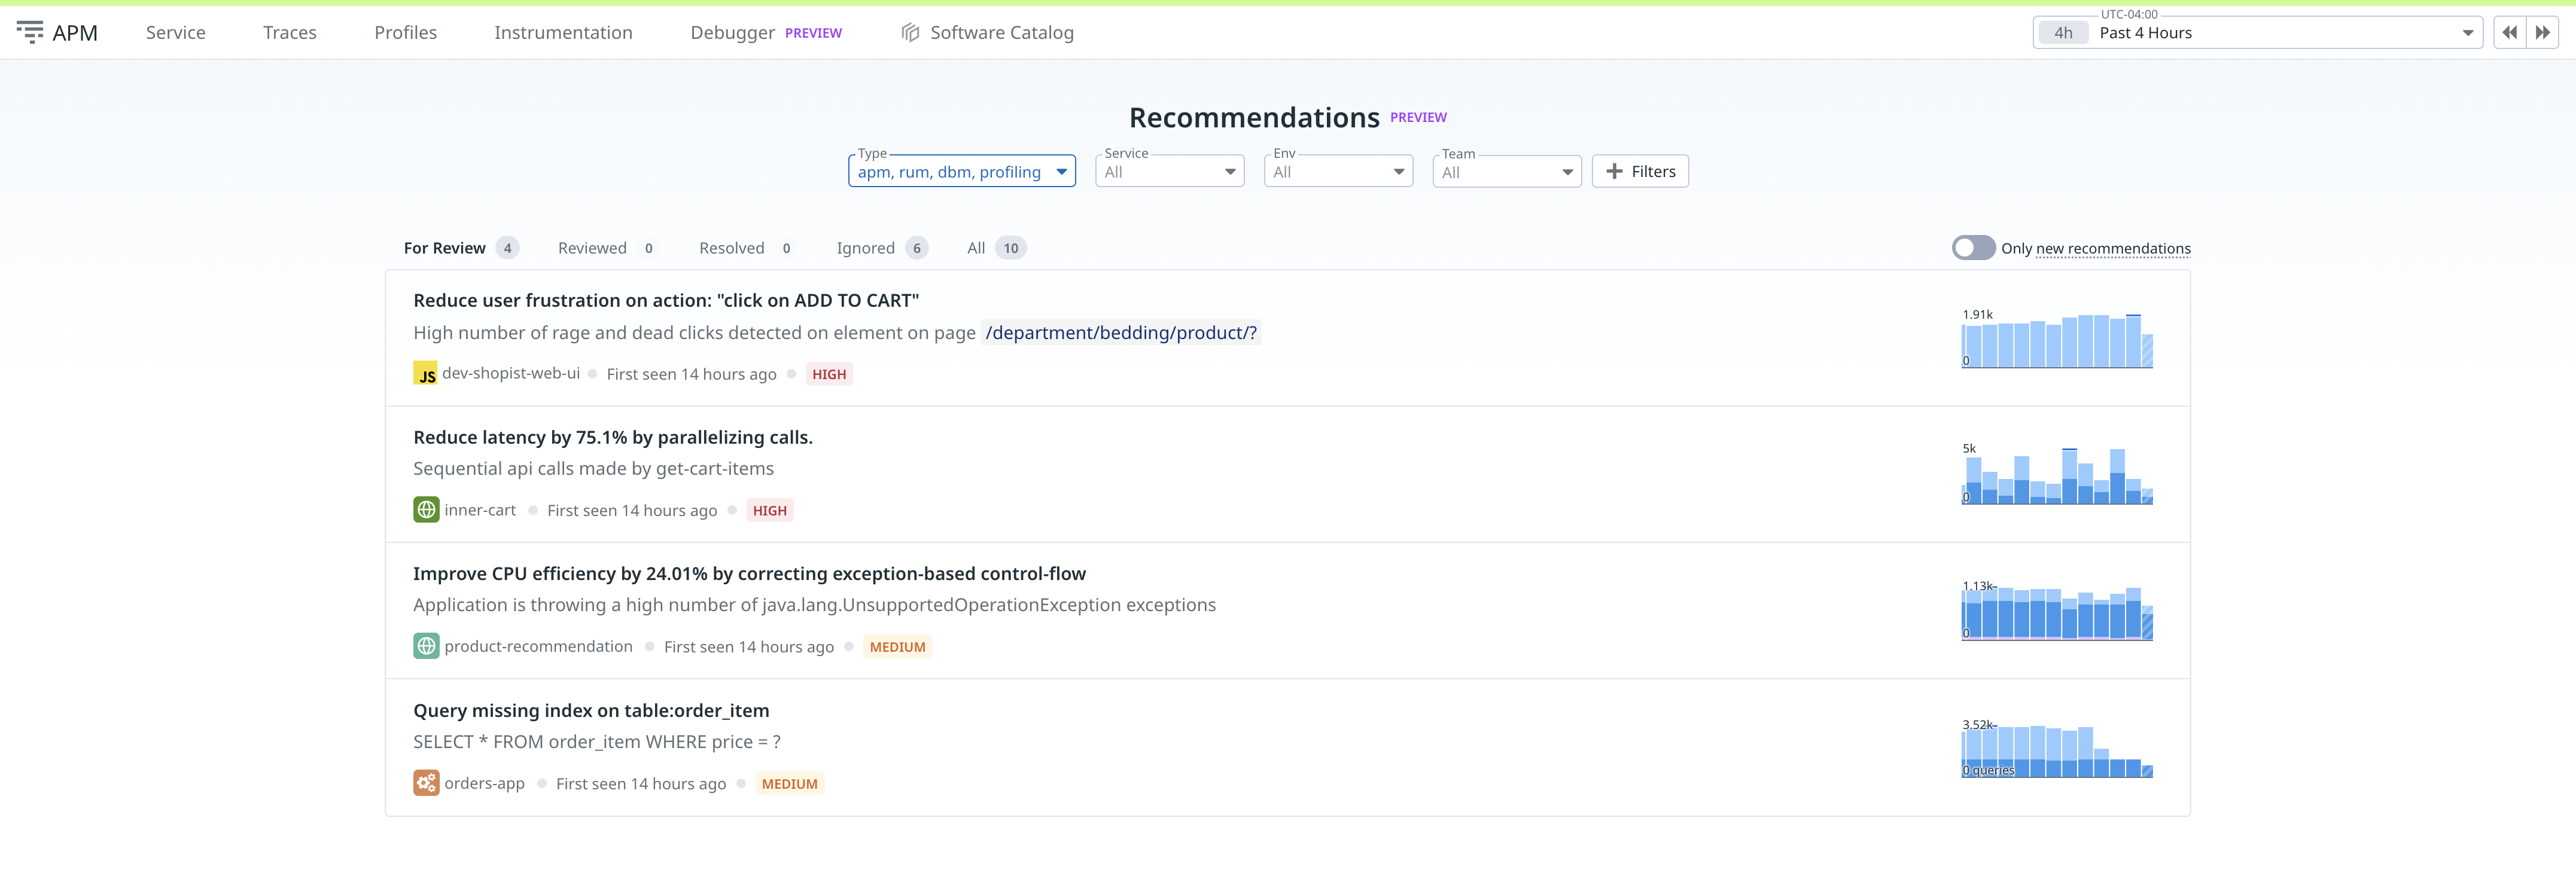 APM Service Traces Profiles Instrumentation Debugger PREVIEW Software Catalog
UTC-04:00
4h Past 4 Hours
Recommendations PREVIEW
Type Service Env Team
apm, rum, dbm, profiling All All All Filters
For Review 4 Reviewed 0 Resolved 0 Ignored 6 All 10 Only new recommendations
Reduce user frustration on action: "click on ADD TO CART"
High number of rage and dead clicks detected on element on page /department/bedding/product/?
JS dev-shopist-web-ui First seen 14 hours ago HIGH
1.91k
0
Reduce latency by 75.1% by parallelizing calls.
Sequential api calls made by get-cart-items
inner-cart First seen 14 hours ago HIGH
5k
0
Improve CPU efficiency by 24.01% by correcting exception-based control-flow
Application is throwing a high number of java.lang.UnsupportedOperationException exceptions
product-recommendation First seen 14 hours ago MEDIUM
1.13k
0
Query missing index on table:order_item
SELECT * FROM order_item WHERE price = ?
orders-app First seen 14 hours ago MEDIUM
3.52k
0 queries